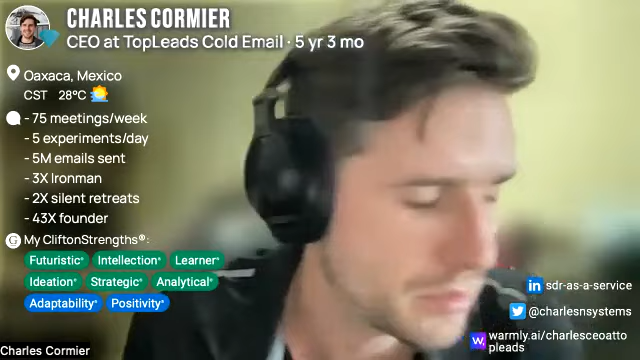 CHARLES CORMIER
CEO at TopLeads Cold Email · 5 yr 3 mo
Oaxaca, Mexico
CST 28°C
- 75 meetings/week
- 5 experiments/day
- 5M emails sent
- 3X Ironman
- 2X silent retreats
- 43X founder
G My CliftonStrengths®:
Futuristic® Intellection® Learner®
Ideation® Strategic® Analytical®
Adaptability® Positivity®
in sdr-as-a-service
@charlesnsystems
w. warmly.ai/charlesceoatto
pleads
Charles Cormier